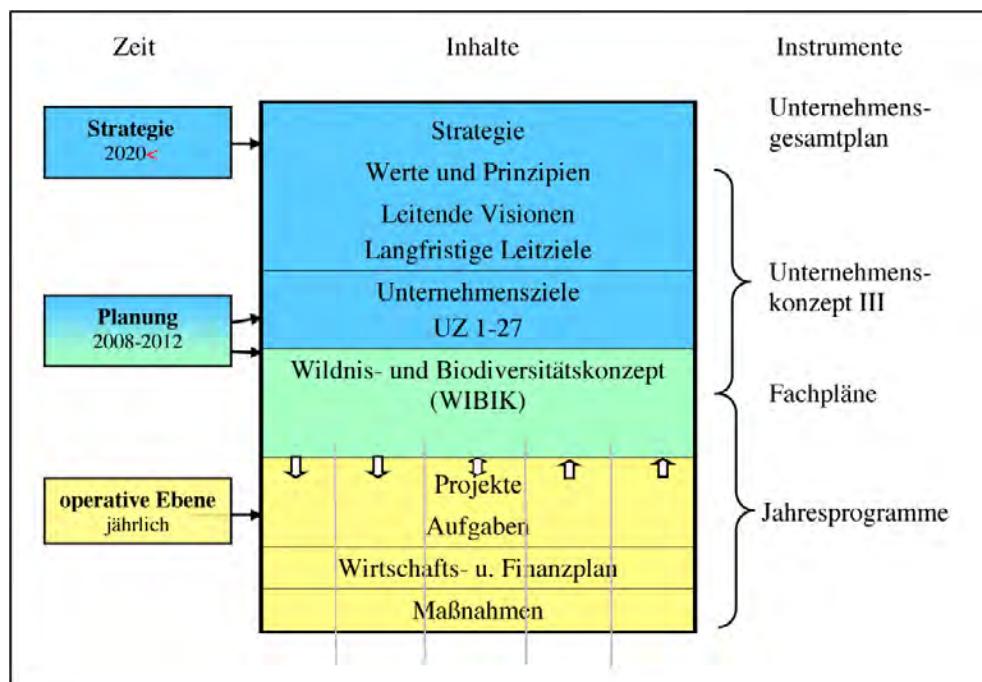 Zeit
Inhalte
Instrumente
Strategie
2020<
Planung
2008-2012
operative Ebene
jährlich
Strategie
Werte und Prinzipien
Leitende Visionen
Langfristige Leitziele
Unternehmensziele
UZ 1-27
Wildnis- und Biodiversitätskonzept
(WIBIK)
Projekte
Aufgaben
Wirtschafts- u. Finanzplan
Maßnahmen
Unternehmens-
gesamtplan
Unternehmens-
konzept III
Fachpläne
Jahresprogramme